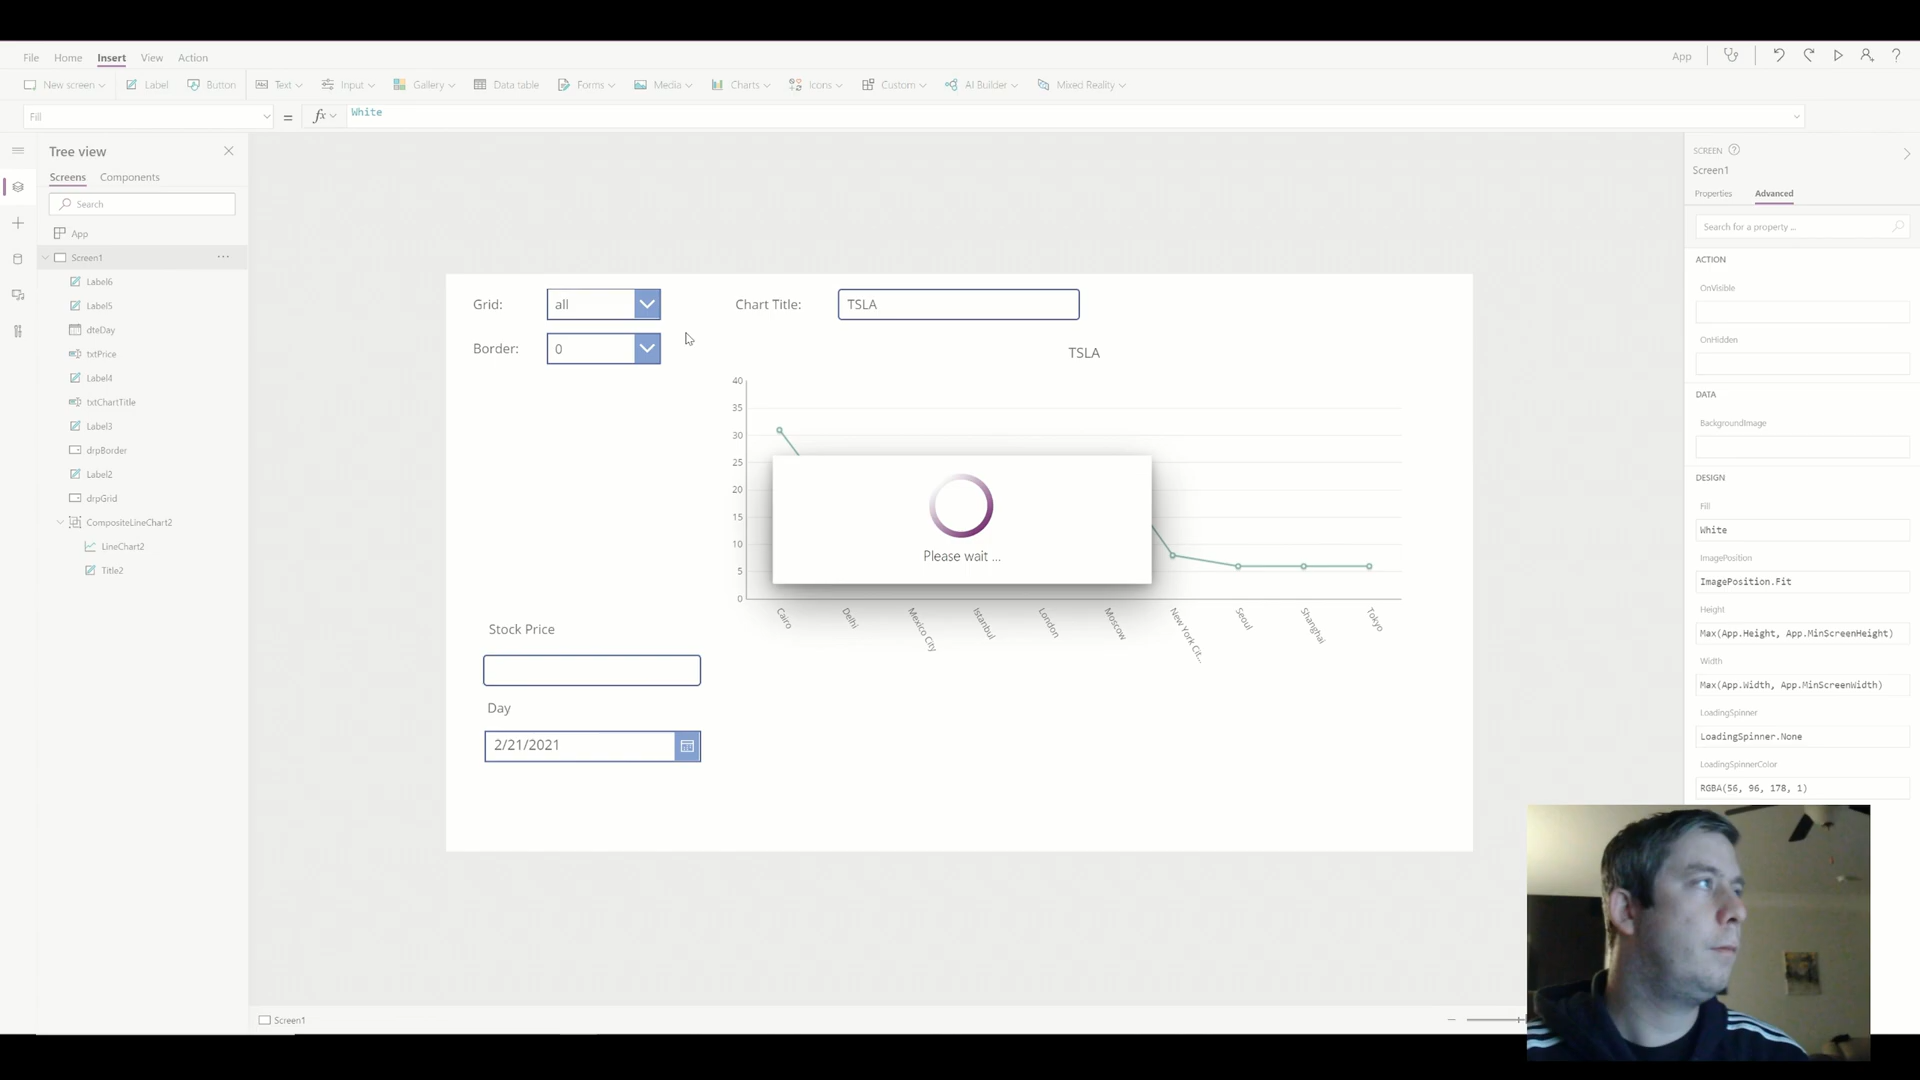 File Home Insert View Action App
New screen Label Button Text Input Gallery Data table Forms Media Charts Icons Custom AI Builder Mixed Reality
Fill = fx White
Tree view
Screens Components
Search
App
Screen1
Label6
Label5
dteDay
txtPrice
Label4
txtChartTitle
Label3
drpBorder
Label2
drpGrid
CompositeLineChart2
LineChart2
Title2
Grid: all Chart Title: TSLA
Border: 0
TSLA
40
35
30
25
20
15
10
5
0
Please wait ...
Cairo Delhi Mexico City Istanbul London Moscow New York Cit... Seoul Shanghai Tokyo
Stock Price
Day
2/21/2021
SCREEN
Screen1
Properties Advanced
Search for a property ...
ACTION
OnVisible
OnHidden
DATA
BackgroundImage
DESIGN
Fill
White
ImagePosition
ImagePosition.Fit
Height
Max(App.Height, App.MinScreenHeight)
Width
Max(App.Width, App.MinScreenWidth)
LoadingSpinner
LoadingSpinner.None
LoadingSpinnerColor
RGBA(56, 96, 178, 1)
Screen1